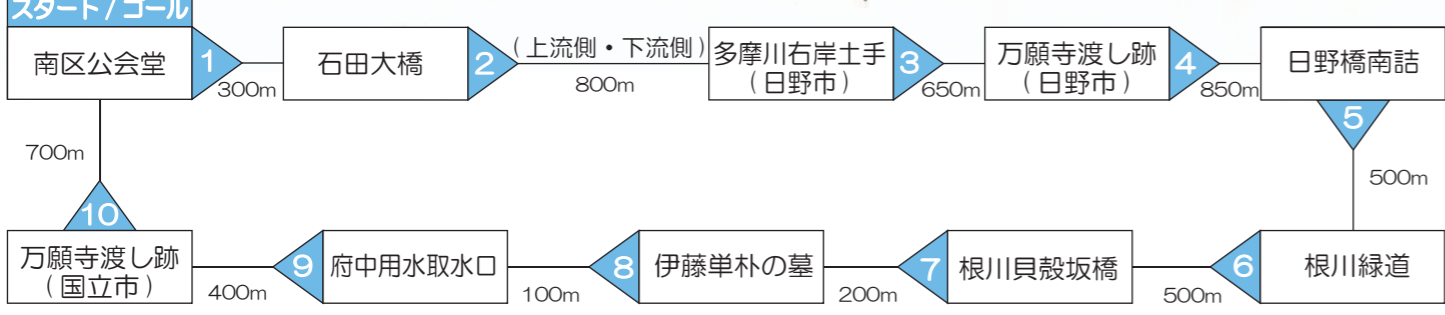 スタート/ゴール
南区公会堂
1
300m
石田大橋
2
(上流側・下流側)
800m
多摩川右岸土手
(日野市)
3
650m
万願寺渡し跡
(日野市)
4
850m
日野橋南詰
5
500m
根川緑道
6
500m
根川貝殻坂橋
7
200m
伊藤単朴の墓
8
100m
府中用水取水口
9
400m
万願寺渡し跡
(国立市)
10
700m